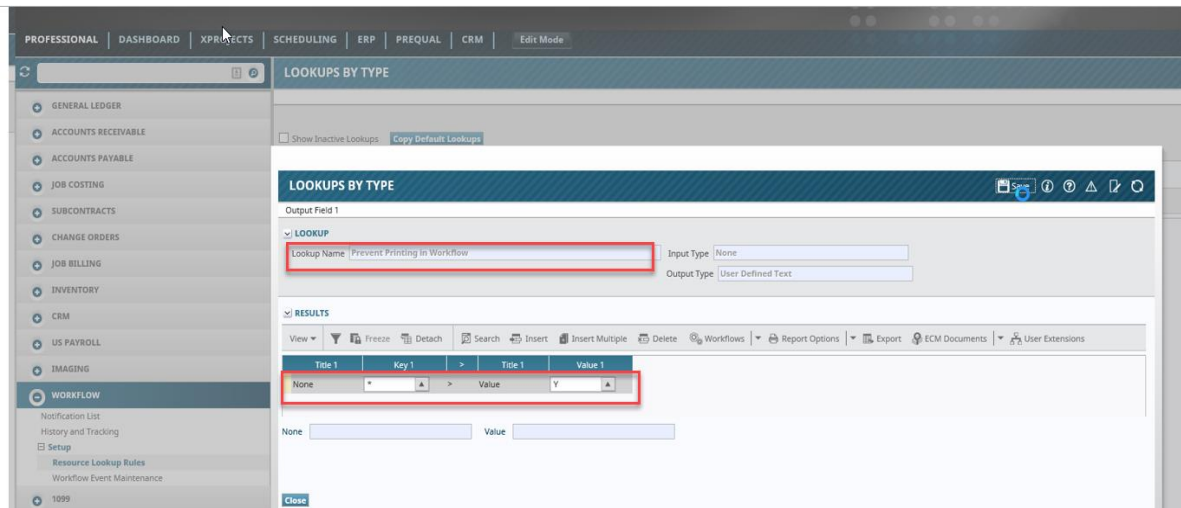 PROFESSIONAL DASHBOARD XPROJECTS SCHEDULING ERP PREQUAL CRM Edit Mode
LOOKUPS BY TYPE
GENERAL LEDGER
ACCOUNTS RECEIVABLE
ACCOUNTS PAYABLE
JOB COSTING
SUBCONTRACTS
CHANGE ORDERS
JOB BILLING
INVENTORY
CRM
US PAYROLL
IMAGING
WORKFLOW
Notification List
History and Tracking
Setup
Resource Lookup Rules
Workflow Event Maintenance
1099
Show Inactive Lookups Copy Default Lookups
LOOKUPS BY TYPE Save
Output Field 1
LOOKUP
Lookup Name Prevent Printing in Workflow Input Type None
Output Type User Defined Text
RESULTS
View Freeze Detach Search Insert Insert Multiple Delete Workflows Report Options Export ECM Documents User Extensions
Title 1 Key 1 > Title 1 Value 1
None * > Value Y
None Value
Close